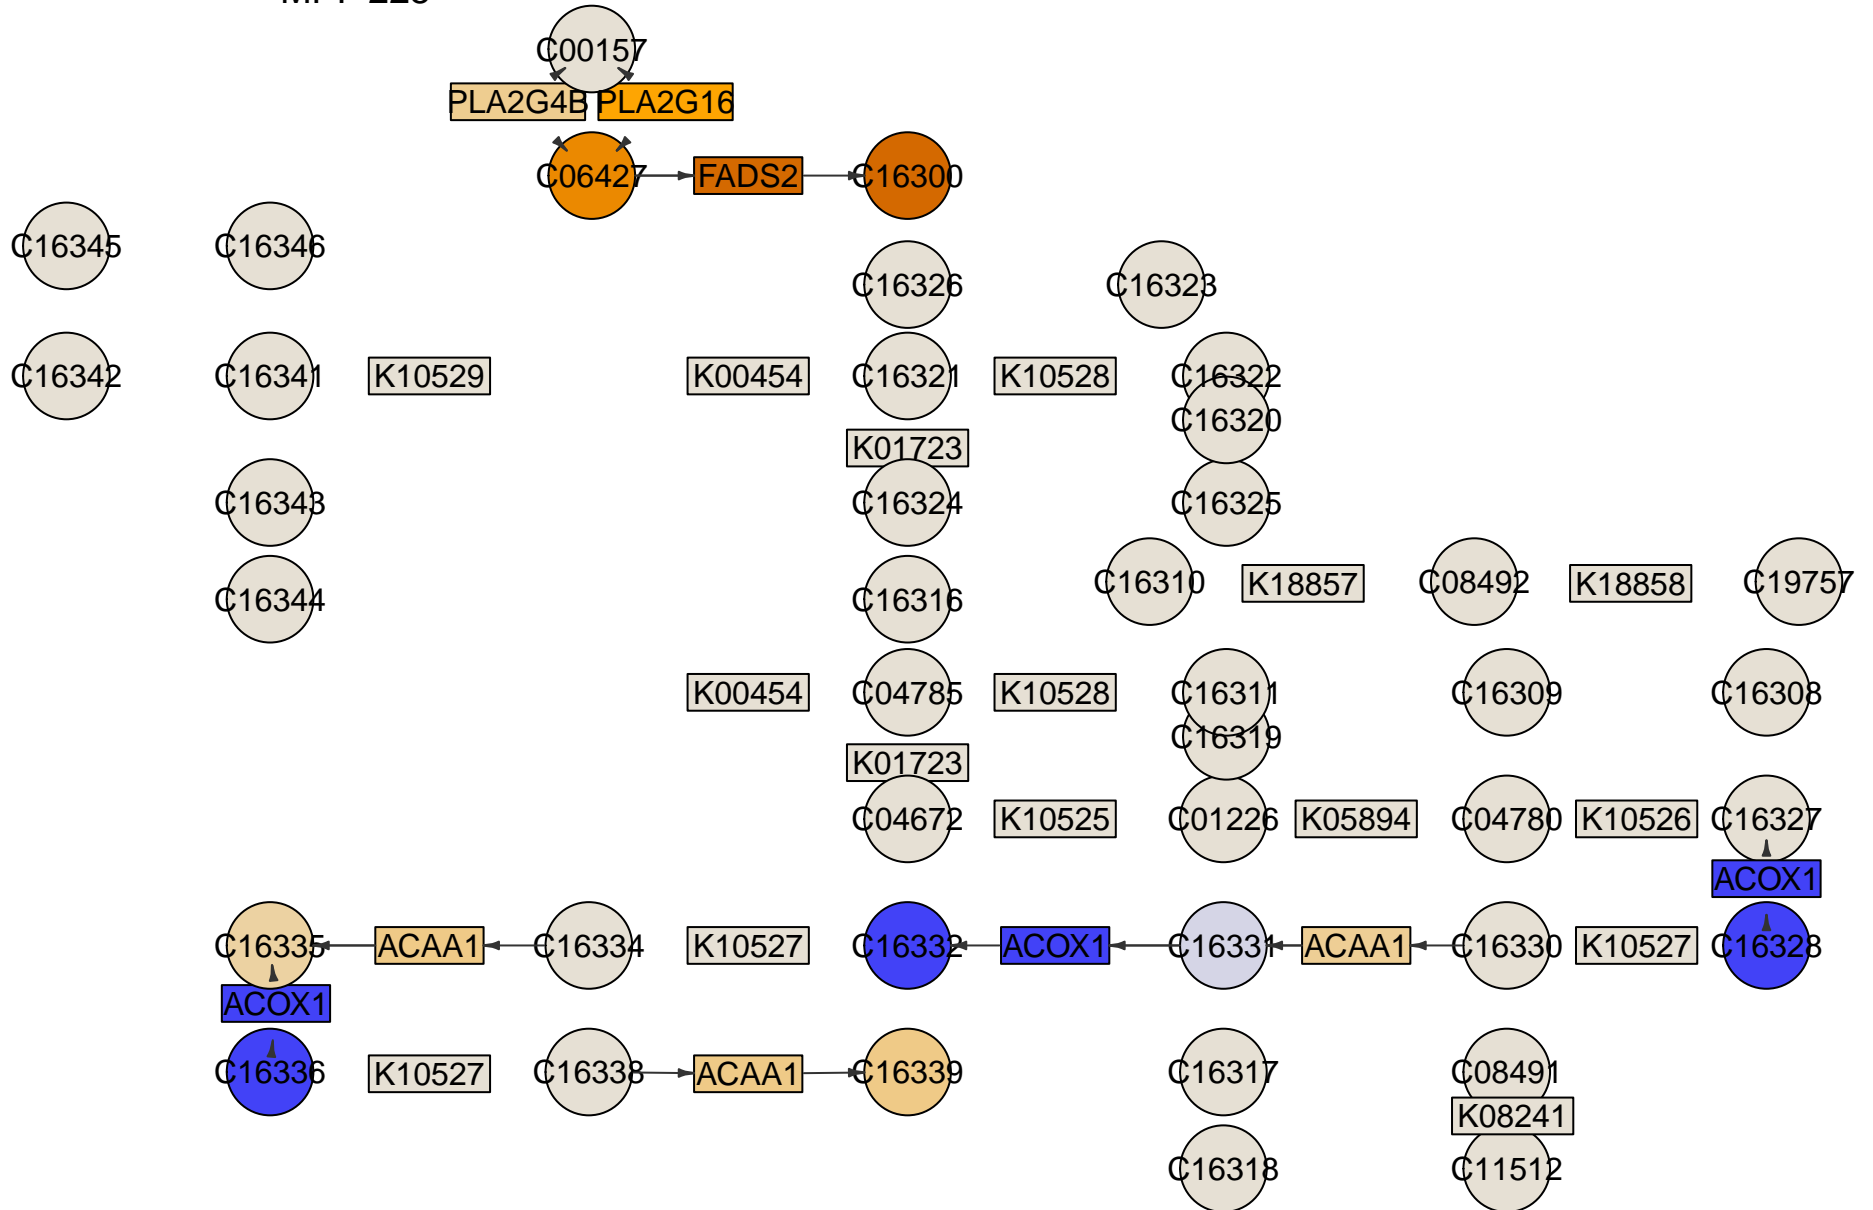 C00157
PLA2G4B PLA2G16
C06427 FADS2 C16300
C16345 C16346
C16326 C16323
C16342 C16341 K10529 K00454 C16321 K10528 C16322
C16320
K01723
C16343 C16324 C16325
C16310 K18857 C08492 K18858 C19757
C16344 C16316
K00454 C04785 K10528 C16311 C16309 C16308
C16319
K01723
C04672 K10525 C01226 K05894 C04780 K10526 C16327
ACOX1
C16335 ACAA1 C16334 K10527 C16332 ACOX1 C16331 ACAA1 C16330 K10527 C16328
ACOX1
C16336 K10527 C16338 ACAA1 C16339 C16317 C08491
K08241
C16318 C11512